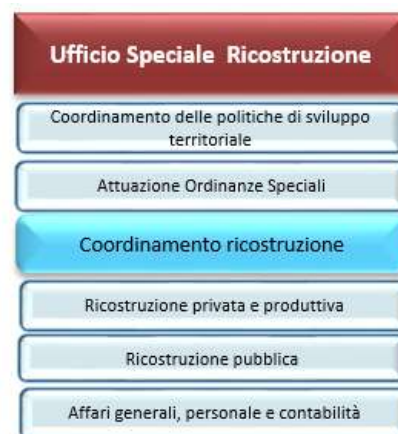 Ufficio Speciale Ricostruzione
Coordinamento delle politiche di sviluppo
territoriale
Attuazione Ordinanze Speciali
Coordinamento ricostruzione
Ricostruzione privata e produttiva
Ricostruzione pubblica
Affari generali, personale e contabilità